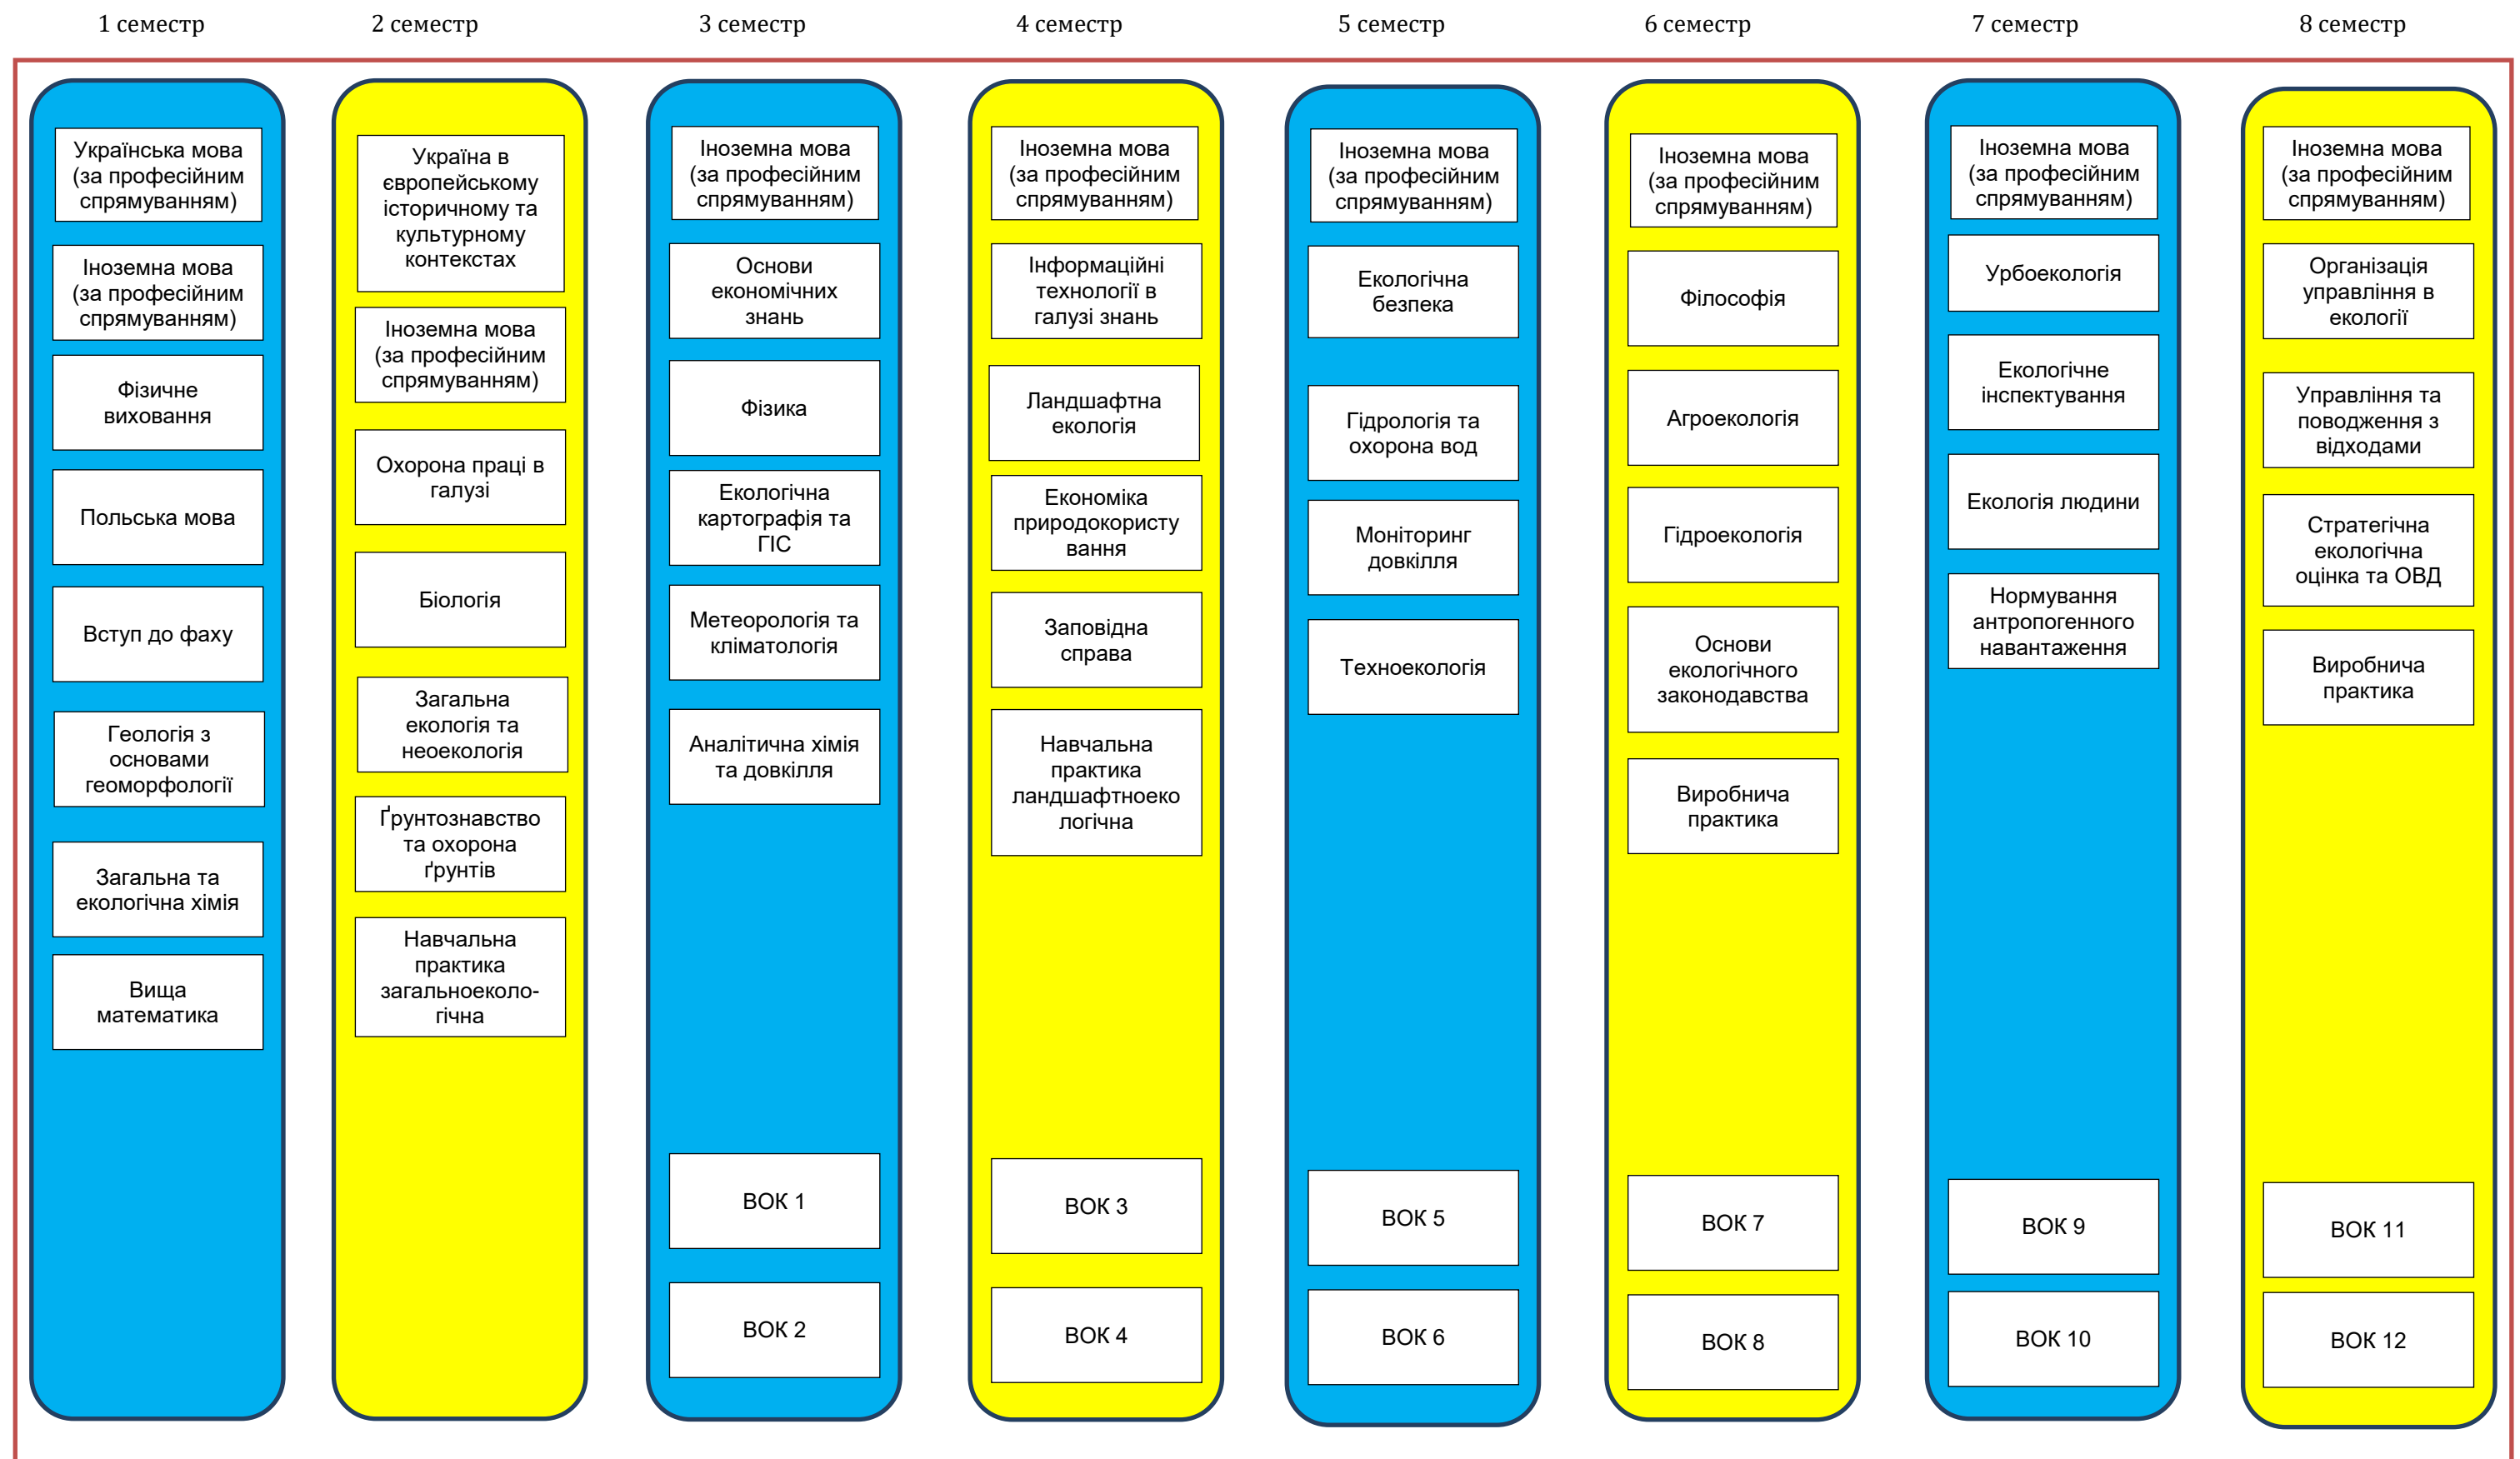 1 семестр
2 семестр
3 семестр
4 семестр
5 семестр
6 семестр
7 семестр
8 семестр
Українська мова
(за професійним
спрямуванням)
Іноземна мова
(за професійним
спрямуванням)
Фізичне
виховання
Польська мова
Вступ до фаху
Геологія з
основами
геоморфології
Загальна та
екологічна хімія
Вища
математика
Україна в
європейському
історичному та
культурному
контекстах
Іноземна мова
(за професійним
спрямуванням)
Охорона праці в
галузі
Біологія
Загальна
екологія та
неоекологія
Ґрунтознавство
та охорона
ґрунтів
Навчальна
практика
загальноеколо-
гічна
Іноземна мова
(за професійним
спрямуванням)
Основи
економічних
знань
Фізика
Екологічна
картографія та
ГІС
Метеорологія та
кліматологія
Аналітична хімія
та довкілля
ВОК 1
ВОК 2
Іноземна мова
(за професійним
спрямуванням)
Інформаційні
технології в
галузі знань
Ландшафтна
екологія
Економіка
природокористу
вання
Заповідна
справа
Навчальна
практика
ландшафтноеко
логічна
ВОК 3
ВОК 4
Іноземна мова
(за професійним
спрямуванням)
Екологічна
безпека
Гідрологія та
охорона вод
Моніторинг
довкілля
Техноекологія
ВОК 5
ВОК 6
Іноземна мова
(за професійним
спрямуванням)
Філософія
Агроекологія
Гідроекологія
Основи
екологічного
законодавства
Виробнича
практика
ВОК 7
ВОК 8
Іноземна мова
(за професійним
спрямуванням)
Урбоекологія
Екологічне
інспектування
Екологія людини
Нормування
антропогенного
навантаження
ВОК 9
ВОК 10
Іноземна мова
(за професійним
спрямуванням)
Організація
управління в
екології
Управління та
поводження з
відходами
Стратегічна
екологічна
оцінка та ОВД
Виробнича
практика
ВОК 11
ВОК 12